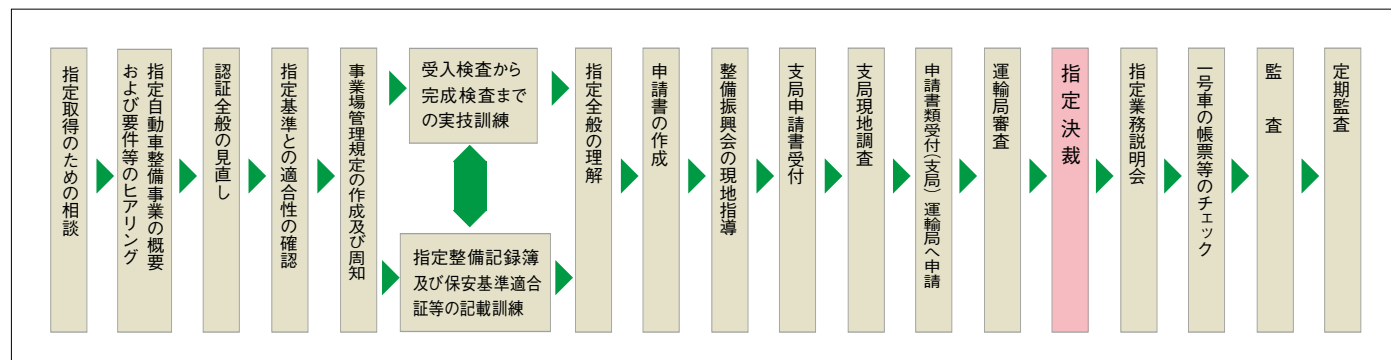 指定取得のための相談
指定自動車整備事業の概要
および要件等のヒアリング
認証全般の見直し
指定基準との適合性の確認
事業場管理規定の作成及び周知
受入検査から
完成検査まで
の実技訓練
指定整備記録簿
及び保安基準適合
証等の記載訓練
指定全般の理解
申請書の作成
整備振興会の現地指導
支局申請書受付
支局現地調査
申請書類受付(支局) 運輸局へ申請
運輸局審査
指定決裁
指定業務説明会
一号車の帳票等のチェック
監 査
定期監査